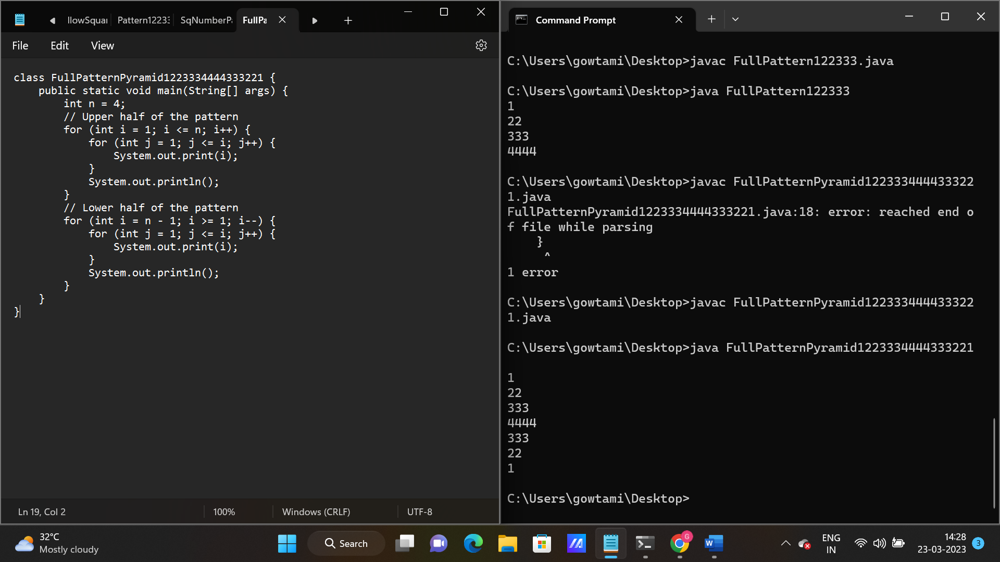 llowSquar Pattern12233 SqNumberPa FullPa
File Edit View
class FullPatternPyramid1223334444333221 {
    public static void main(String[] args) {
        int n = 4;
        // Upper half of the pattern
        for (int i = 1; i <= n; i++) {
            for (int j = 1; j <= i; j++) {
                System.out.print(i);
            }
            System.out.println();
        }
        // Lower half of the pattern
        for (int i = n - 1; i >= 1; i--) {
            for (int j = 1; j <= i; j++) {
                System.out.print(i);
            }
            System.out.println();
        }
    }
}
Ln 19, Col 2 100% Windows (CRLF) UTF-8
Command Prompt
C:\Users\gowtami\Desktop>javac FullPattern122333.java
C:\Users\gowtami\Desktop>java FullPattern122333
1
22
333
4444
C:\Users\gowtami\Desktop>javac FullPatternPyramid122333444433322
1.java
FullPatternPyramid1223334444333221.java:18: error: reached end o
f file while parsing
    }
     ^
1 error
C:\Users\gowtami\Desktop>javac FullPatternPyramid122333444433322
1.java
C:\Users\gowtami\Desktop>java FullPatternPyramid1223334444333221
1
22
333
4444
333
22
1
C:\Users\gowtami\Desktop>
32°C
Mostly cloudy
Search
G
W
ENG
IN
14:28
23-03-2023
3